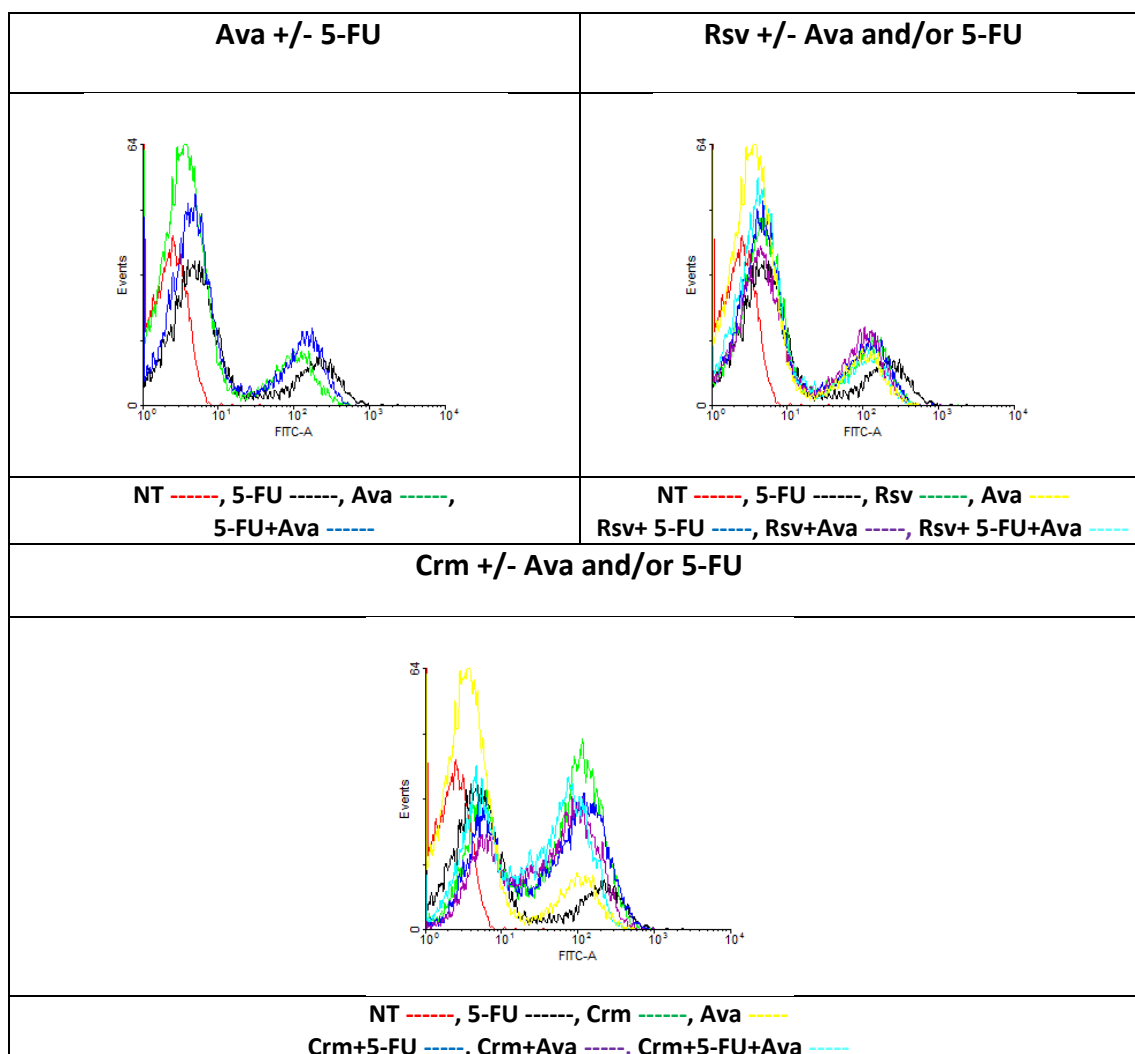 Ava +/- 5-FU
Rsv +/- Ava and/or 5-FU
64
Events
0
10⁰ 10¹ 10² 10³ 10⁴
FITC-A
64
Events
0
10⁰ 10¹ 10² 10³ 10⁴
FITC-A
NT ------, 5-FU ------, Ava ------,
5-FU+Ava ------
NT ------, 5-FU ------, Rsv ------, Ava -----
Rsv+ 5-FU -----, Rsv+Ava -----, Rsv+ 5-FU+Ava -----
Crm +/- Ava and/or 5-FU
64
Events
0
10⁰ 10¹ 10² 10³ 10⁴
FITC-A
NT ------, 5-FU ------, Crm ------, Ava -----
Crm+5-FU -----, Crm+Ava -----, Crm+5-FU+Ava -----